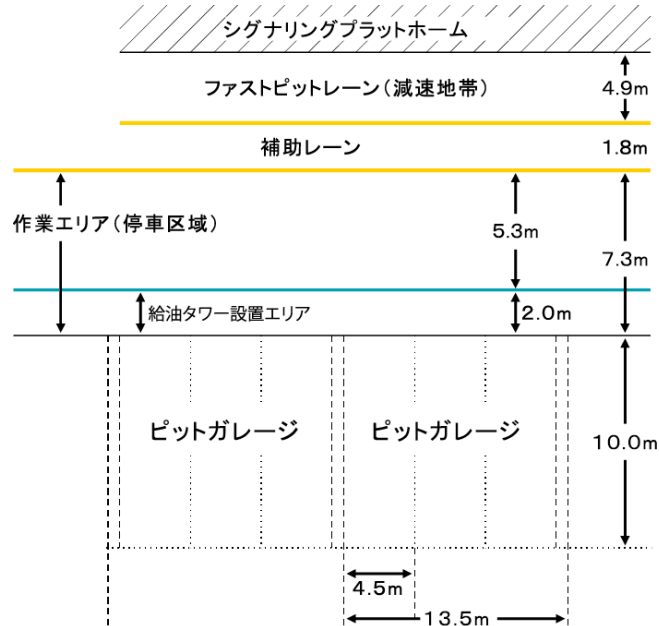 シグナリングプラットホーム
ファストピットレーン（減速地帯）
4.9m
補助レーン
1.8m
作業エリア（停車区域）
5.3m
7.3m
給油タワー設置エリア
2.0m
ピットガレージ
ピットガレージ
10.0m
4.5m
13.5m